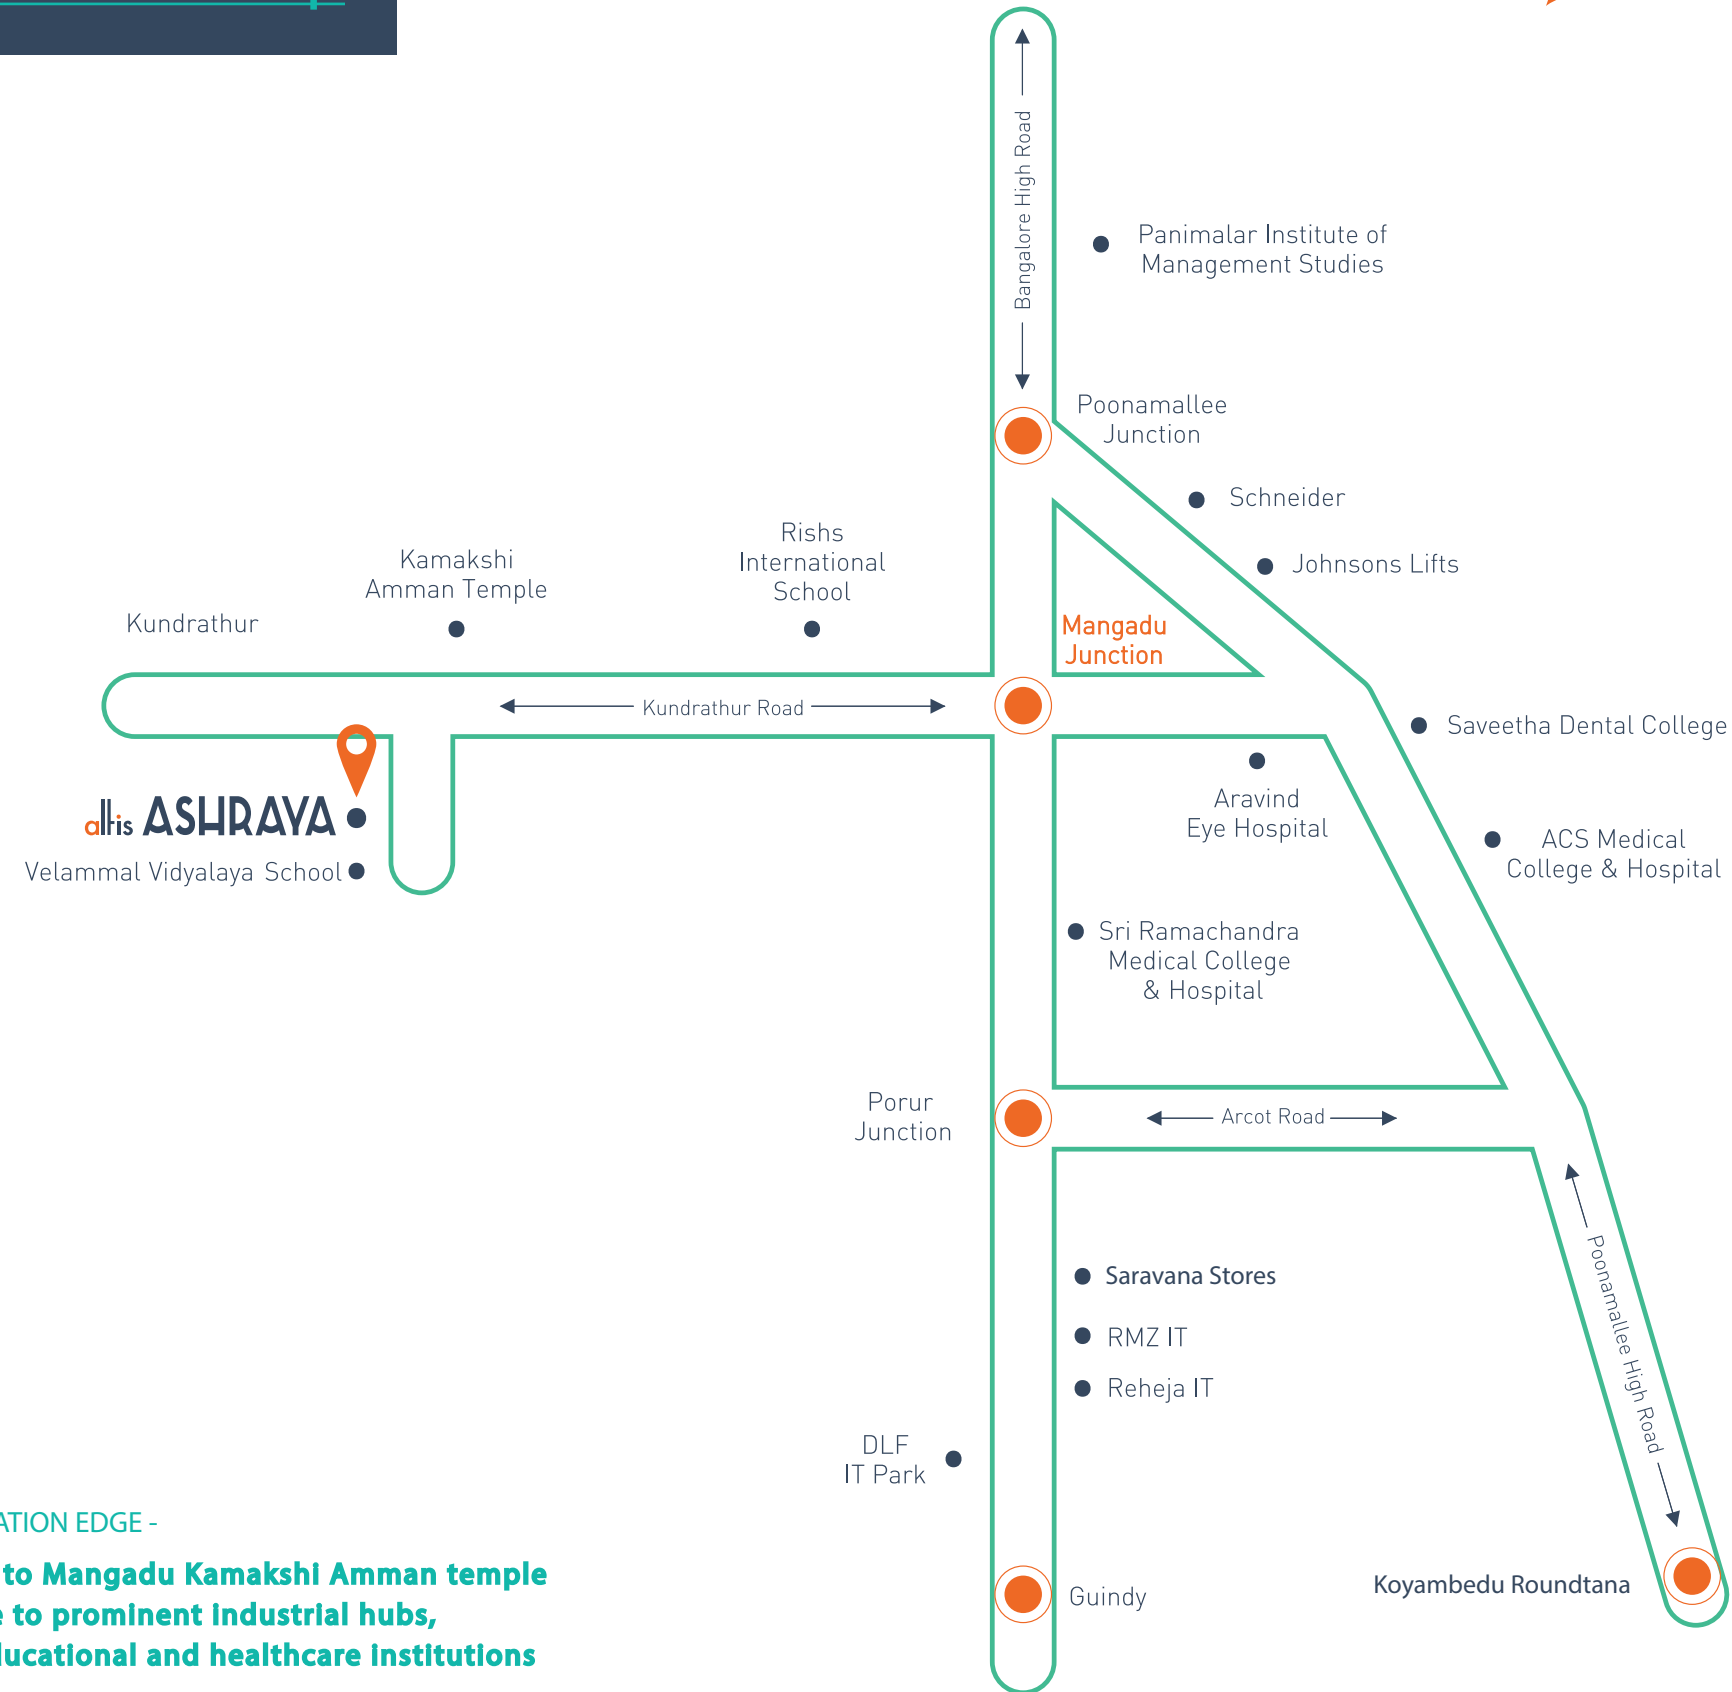 Bangalore High Road
Panimalar Institute of
Management Studies
Poonamallee
Junction
Schneider
Johnsons Lifts
Rishs
International
School
Kamakshi
Amman Temple
Kundrathur
Mangadu
Junction
Kundrathur Road
Saveetha Dental College
Aravind
Eye Hospital
altis ASHRAYA
Velammal Vidyalaya School
ACS Medical
College & Hospital
Sri Ramachandra
Medical College
& Hospital
Porur
Junction
Arcot Road
Poonamallee High Road
Saravana Stores
RMZ IT
Reheja IT
DLF
IT Park
Guindy
Koyambedu Roundtana
EDGE -
to Mangadu Kamakshi Amman temple
to prominent industrial hubs,
and healthcare institutions